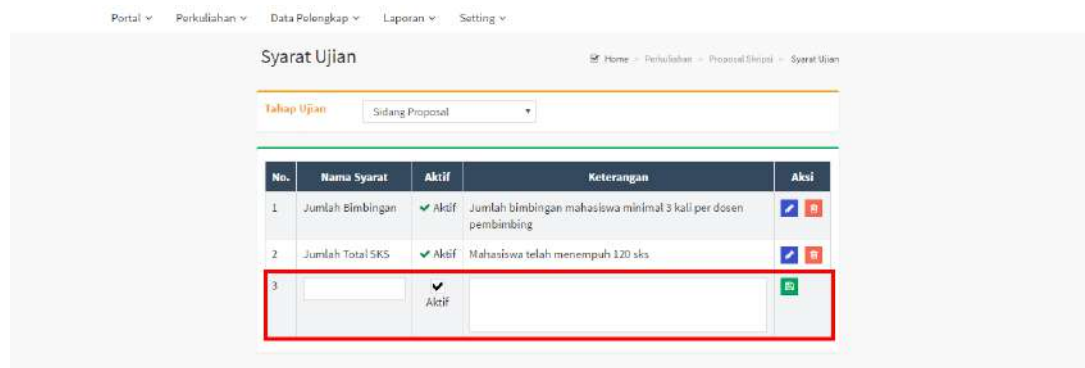 Portal Perkuliahan Data Pelengkap Laporan Setting
Syarat Ujian
Home > Perkuliahan > Proposal Skripsi > Syarat Ujian
Tahap Ujian Sidang Proposal
No. Nama Syarat Aktif Keterangan Aksi
1 Jumlah Bimbingan Aktif Jumlah bimbingan mahasiswa minimal 3 kali per dosen
pembimbing
2 Jumlah Total SKS Aktif Mahasiswa telah menempuh 120 sks
3
Aktif